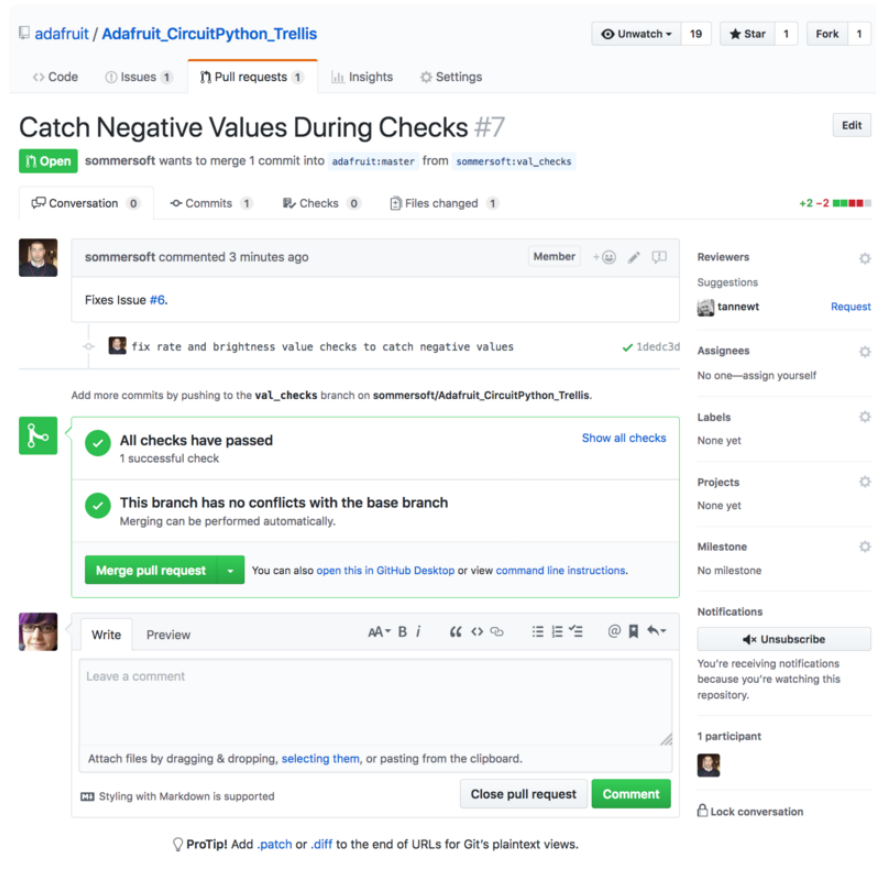 adafruit / Adafruit_CircuitPython_Trellis
Unwatch 19 Star 1 Fork 1
Code Issues 1 Pull requests 1 Insights Settings
Catch Negative Values During Checks #7
Edit
Open sommersoft wants to merge 1 commit into adafruit:master from sommersoft:val_checks
Conversation 0 Commits 1 Checks 0 Files changed 1 +2 −2
sommersoft commented 3 minutes ago Member
Fixes Issue #6.
fix rate and brightness value checks to catch negative values 1dedc3d
Add more commits by pushing to the val_checks branch on sommersoft/Adafruit_CircuitPython_Trellis.
All checks have passed
Show all checks
1 successful check
This branch has no conflicts with the base branch
Merging can be performed automatically.
Merge pull request You can also open this in GitHub Desktop or view command line instructions.
Write Preview AA B i
Leave a comment
Attach files by dragging & dropping, selecting them, or pasting from the clipboard.
Styling with Markdown is supported
Close pull request Comment
ProTip! Add .patch or .diff to the end of URLs for Git's plaintext views.
Reviewers
Suggestions
tannewt Request
Assignees
No one—assign yourself
Labels
None yet
Projects
None yet
Milestone
No milestone
Notifications
Unsubscribe
You're receiving notifications
because you're watching this
repository.
1 participant
Lock conversation